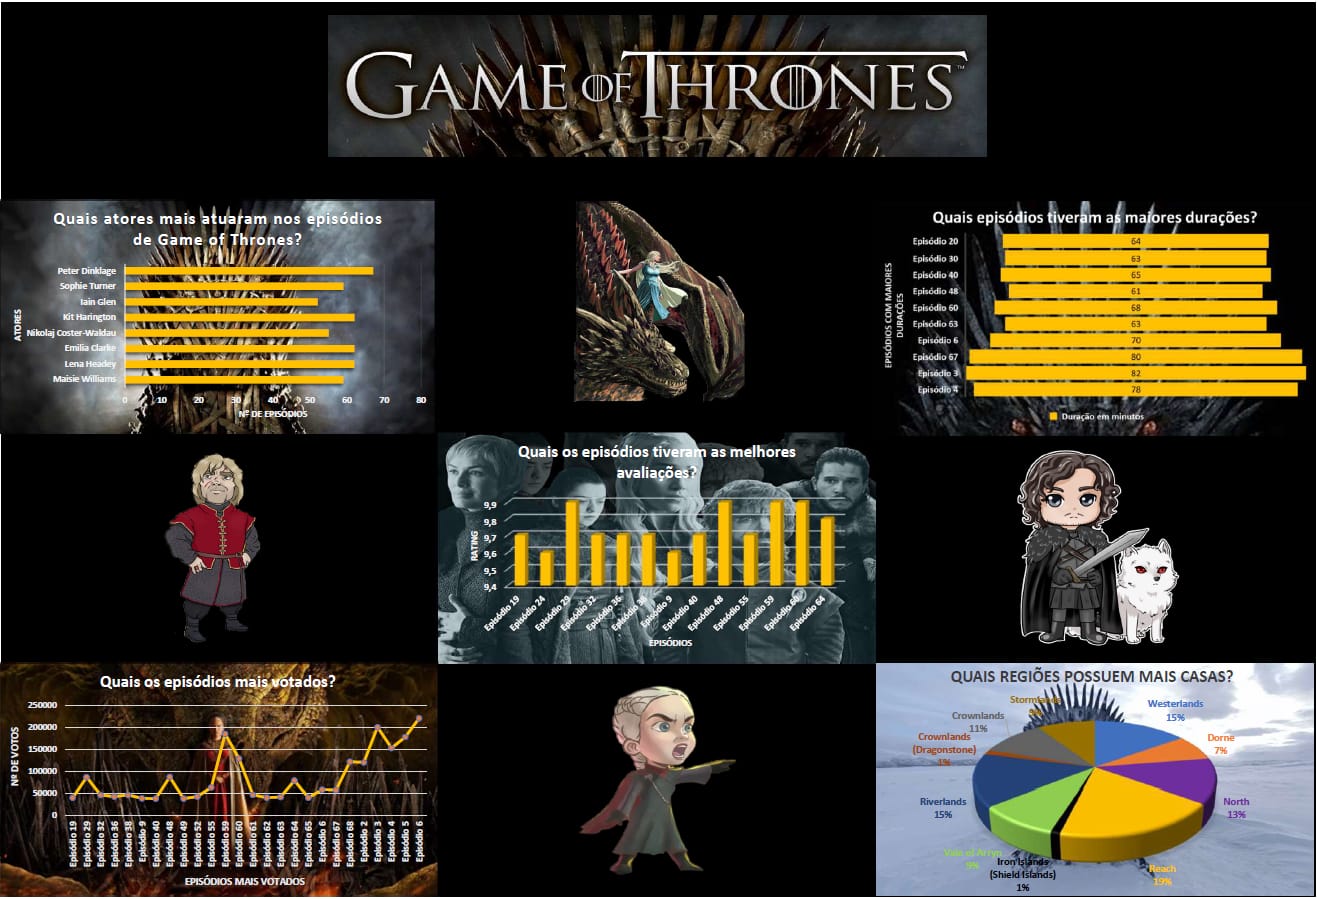 GAME OF THRONES™
Quais atores mais atuaram nos episódios
de Game of Thrones?
ATORES
Peter Dinklage
Sophie Turner
Iain Glen
Kit Harington
Nikolaj Coster-Waldau
Emilia Clarke
Lena Headey
Maisie Williams
0 10 20 30 40 50 60 70 80
Nº DE EPISÓDIOS
Quais episódios tiveram as maiores durações?
EPISÓDIOS COM MAIORES
DURAÇÕES
Episódio 20 64
Episódio 30 63
Episódio 40 65
Episódio 48 61
Episódio 60 68
Episódio 63 63
Episódio 6 70
Episódio 67 80
Episódio 3 82
Episódio 4 78
Duração em minutos
Quais os episódios tiveram as melhores
avaliações?
RATING
9,9
9,8
9,7
9,6
9,5
9,4
Episódio 19
Episódio 24
Episódio 29
Episódio 32
Episódio 36
Episódio 38
Episódio 9
Episódio 40
Episódio 48
Episódio 55
Episódio 59
Episódio 60
Episódio 64
EPISÓDIOS
Quais os episódios mais votados?
Nº DE VOTOS
250000
200000
150000
100000
50000
0
Episódio 19
Episódio 29
Episódio 32
Episódio 36
Episódio 38
Episódio 9
Episódio 40
Episódio 48
Episódio 49
Episódio 52
Episódio 55
Episódio 59
Episódio 60
Episódio 61
Episódio 2
Episódio 63
Episódio 64
Episódio 65
Episódio 6
Episódio 67
Episódio 68
Episódio 2
Episódio 3
Episódio 4
Episódio 5
Episódio 6
EPISÓDIOS MAIS VOTADOS
QUAIS REGIÕES POSSUEM MAIS CASAS?
Stormlands
9%
Westerlands
15%
Crownlands
11%
Dorne
7%
Crownlands
(Dragonstone)
1%
Riverlands
15%
North
13%
Vale of Arryn
9%
Iron Islands
(Shield Islands)
1%
Reach
19%